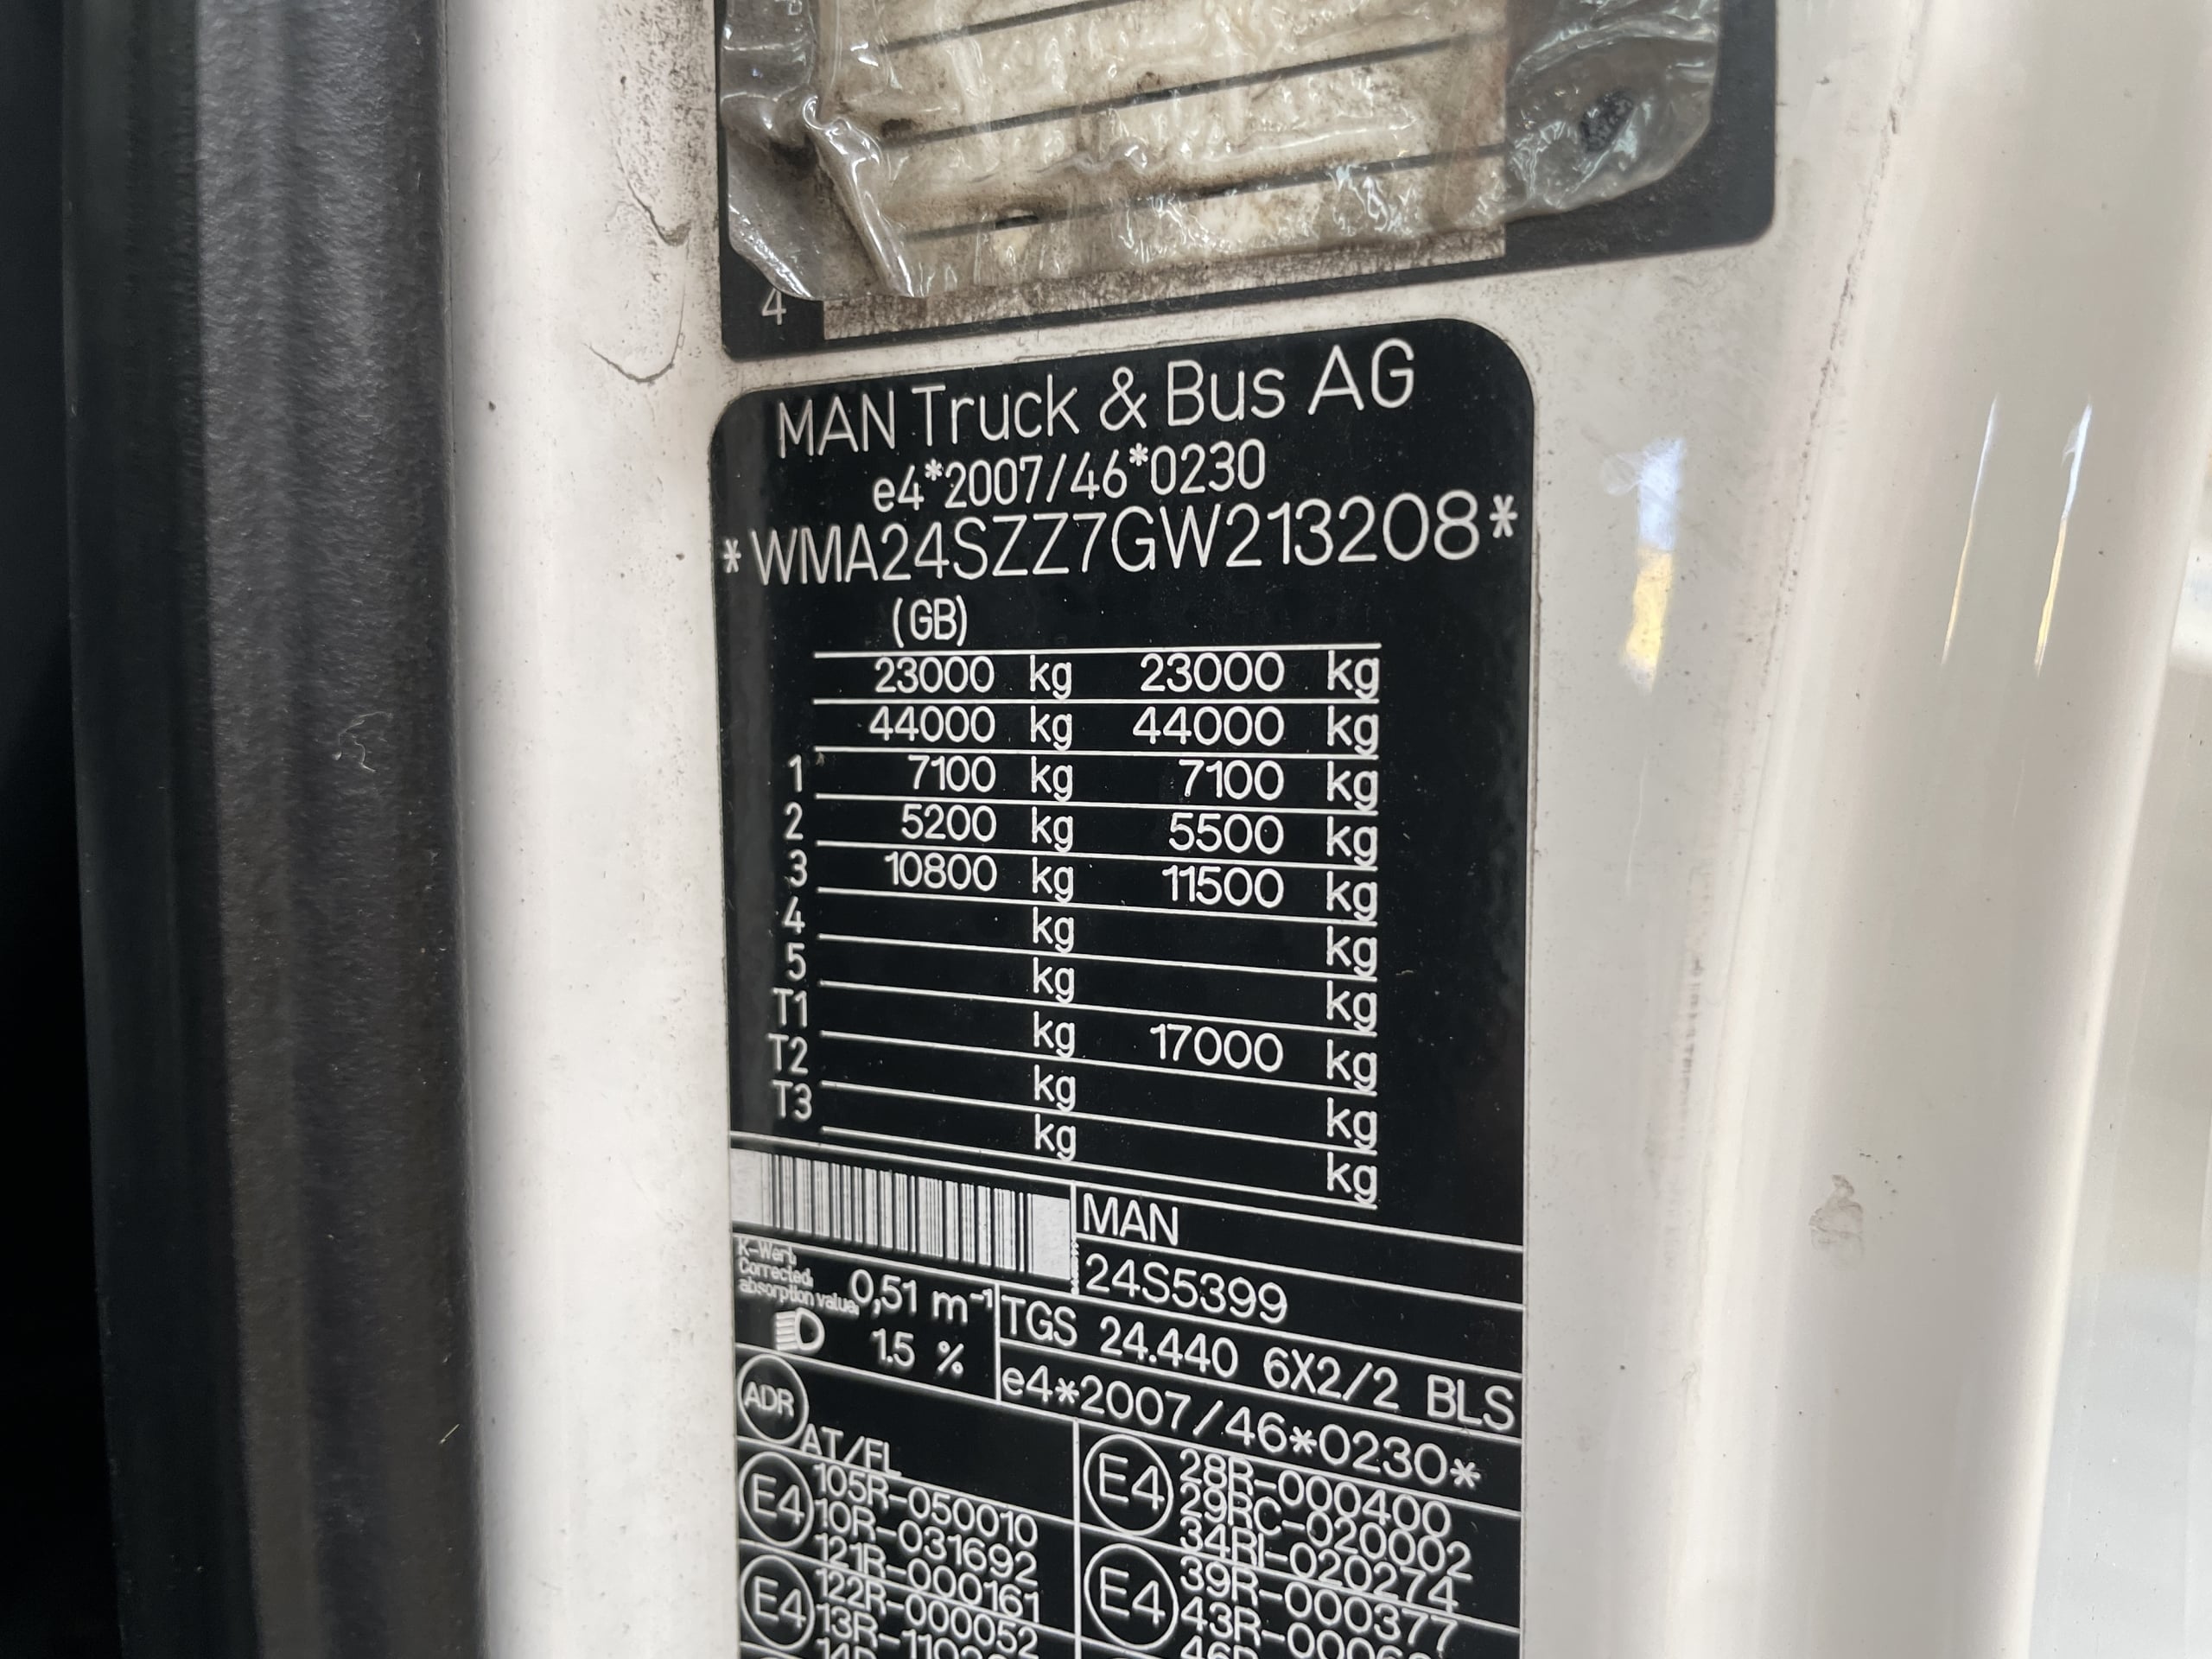 4
MAN Truck & Bus AG
e4*2007/46*0230
*WMA24SZZ7GW213208*
(GB)
23000 kg 23000 kg
44000 kg 44000 kg
1 7100 kg 7100 kg
2 5200 kg 5500 kg
3 10800 kg 11500 kg
4 kg kg
5 kg kg
T1 kg 17000 kg
T2 kg kg
T3 kg kg
MAN
24S5399
K-Wert,
Corrected
absorption value
0,51 m⁻¹
1.5 %
TGS 24.440 6X2/2 BLS
e4*2007/46*0230*
ADR
AT/FL
E4
105R-050010
10R-031692
121R-000161
E4
122R-000052
13R-1102
E4
28R-000400
29RC-020002
34RI-020274
E4
39R-000377
43R-0006